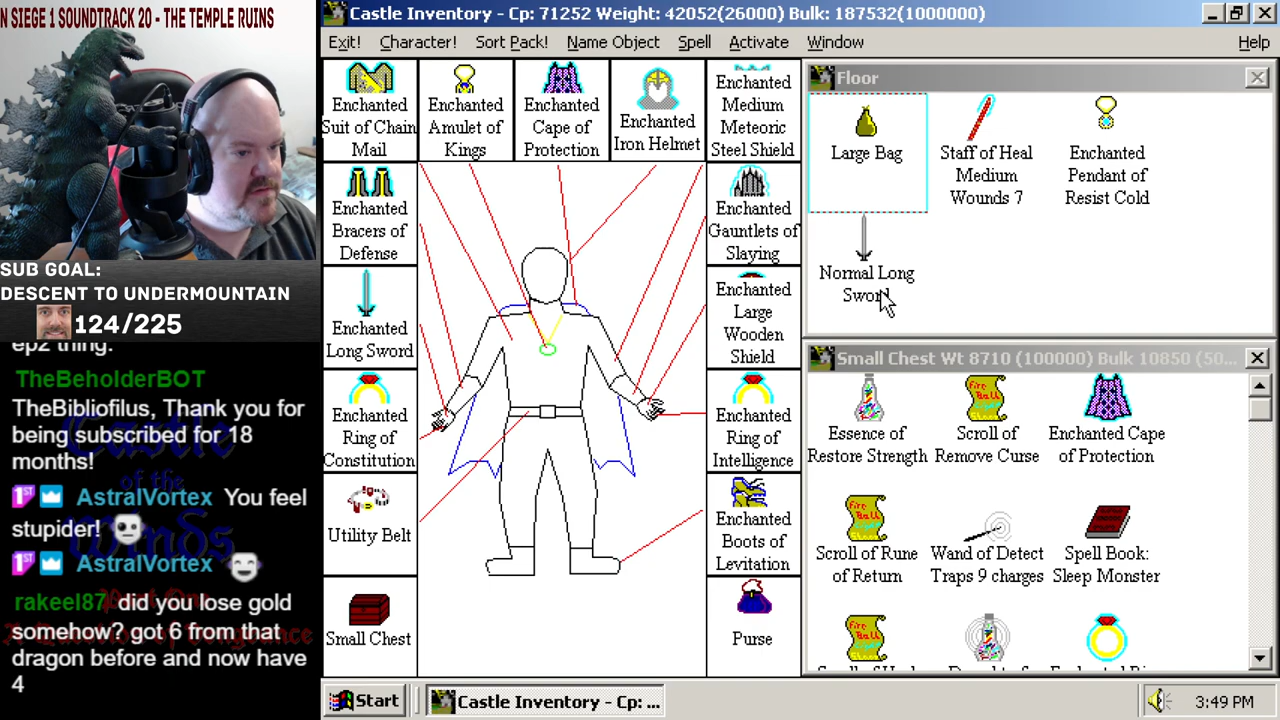 N SIEGE 1 SOUNDTRACK 20 - THE TEMPLE RUINS
SUB GOAL:
DESCENT TO UNDERMOUNTAIN
124/225
ep2 thing.
TheBeholderBOT
TheBibliofilus, Thank you for
being subscribed for 18
months!
1ST AstralVortex You feel
stupider!
1ST AstralVortex
rakeel87 did you lose gold
somehow? got 6 from that
dragon before and now have
4
Castle Inventory - Cp: 71252 Weight: 42052(26000) Bulk: 187532(1000000)
Exit! Character! Sort Pack! Name Object Spell Activate Window Help
Enchanted
Suit of Chain
Mail
Enchanted
Amulet of
Kings
Enchanted
Cape of
Protection
Enchanted
Iron Helmet
Enchanted
Medium
Meteoric
Steel Shield
Enchanted
Bracers of
Defense
Enchanted
Gauntlets of
Slaying
Enchanted
Long Sword
Enchanted
Large
Wooden
Shield
Enchanted
Ring of
Constitution
Enchanted
Ring of
Intelligence
Utility Belt
Enchanted
Boots of
Levitation
Small Chest
Purse
Floor
Large Bag
Staff of Heal
Medium
Wounds 7
Enchanted
Pendant of
Resist Cold
Normal Long
Sword
Small Chest Wt 8710 (100000) Bulk 10850 (50...
Essence of
Restore Strength
Scroll of
Remove Curse
Enchanted Cape
of Protection
Scroll of Rune
of Return
Wand of Detect
Traps 9 charges
Spell Book:
Sleep Monster
Start
Castle Inventory - Cp: ...
3:49 PM